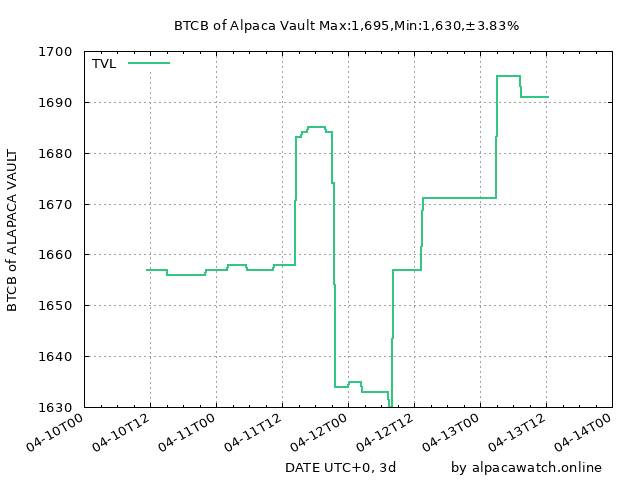 BTCB of Alpaca Vault Max:1,695,Min:1,630,±3.83%
1700
TVL
1690
1680
1670
1660
1650
1640
1630
BTCB of ALAPACA VAULT
04-10T00
04-10T12
04-11T00
04-11T12
04-12T00
04-12T12
04-13T00
04-13T12
04-14T00
DATE UTC+0, 3d
by alpacawatch.online